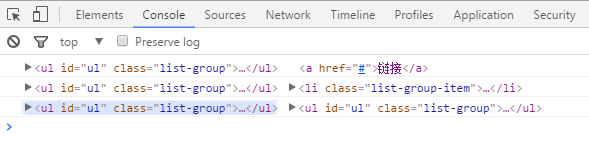 Elements Console Sources Network Timeline Profiles Application Security
top Preserve log
<ul id="ul" class="list-group">…</ul> <a href="#">链接</a>
<ul id="ul" class="list-group">…</ul> <li class="list-group-item">…</li>
<ul id="ul" class="list-group">…</ul> <ul id="ul" class="list-group">…</ul>